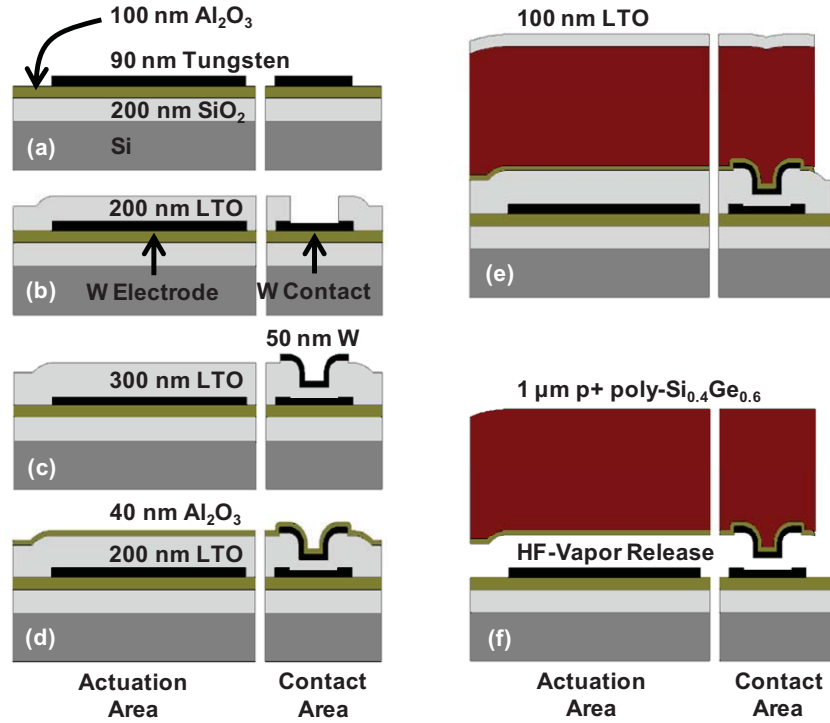 100 nm Al₂O₃
90 nm Tungsten
200 nm SiO₂
Si
(a)
200 nm LTO
(b)
W Electrode
W Contact
50 nm W
300 nm LTO
(c)
40 nm Al₂O₃
200 nm LTO
(d)
Actuation
Area
Contact
Area
100 nm LTO
(e)
1 µm p+ poly-Si₀.₄Ge₀.₆
HF-Vapor Release
(f)
Actuation
Area
Contact
Area